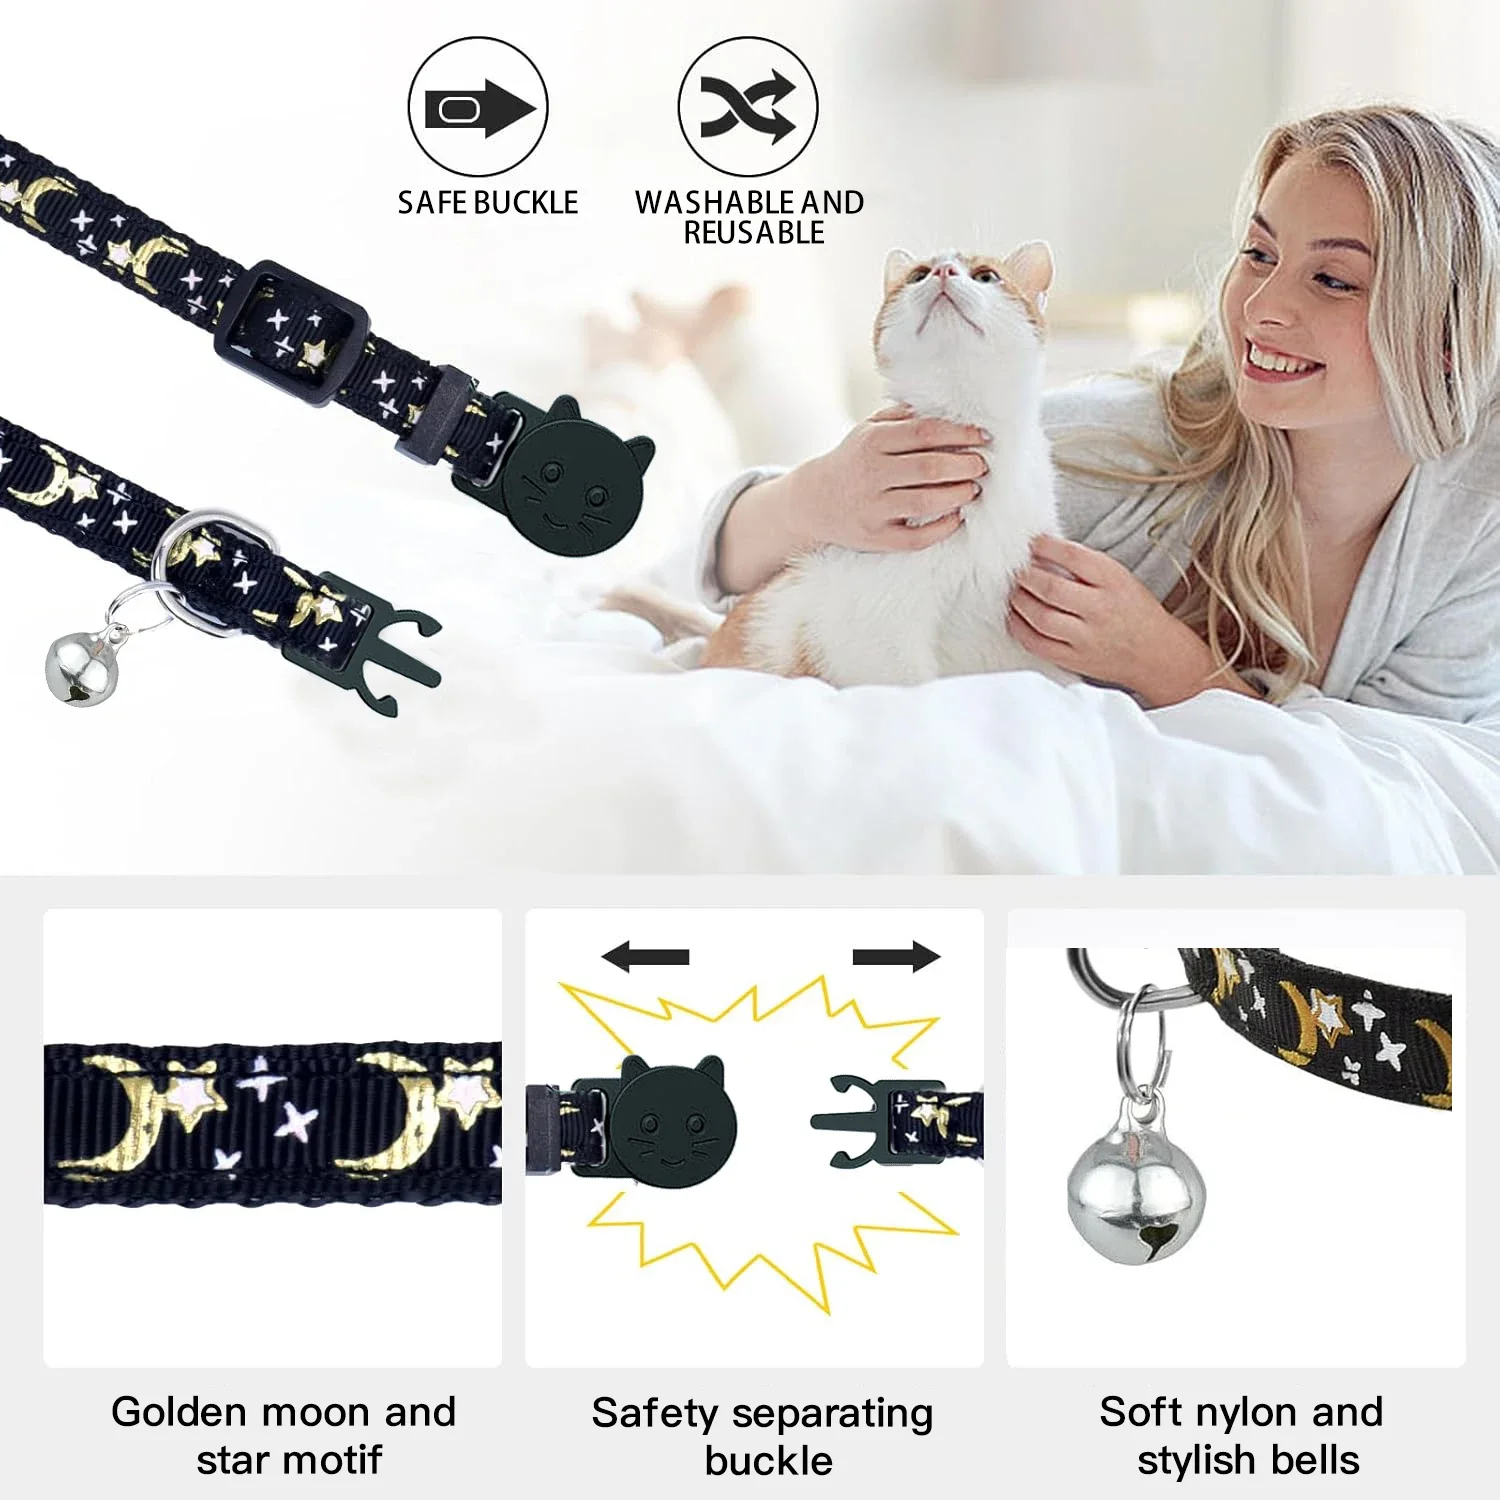 SAFE BUCKLE
WASHABLE AND
REUSABLE
Golden moon and
star motif
Safety separating
buckle
Soft nylon and
stylish bells